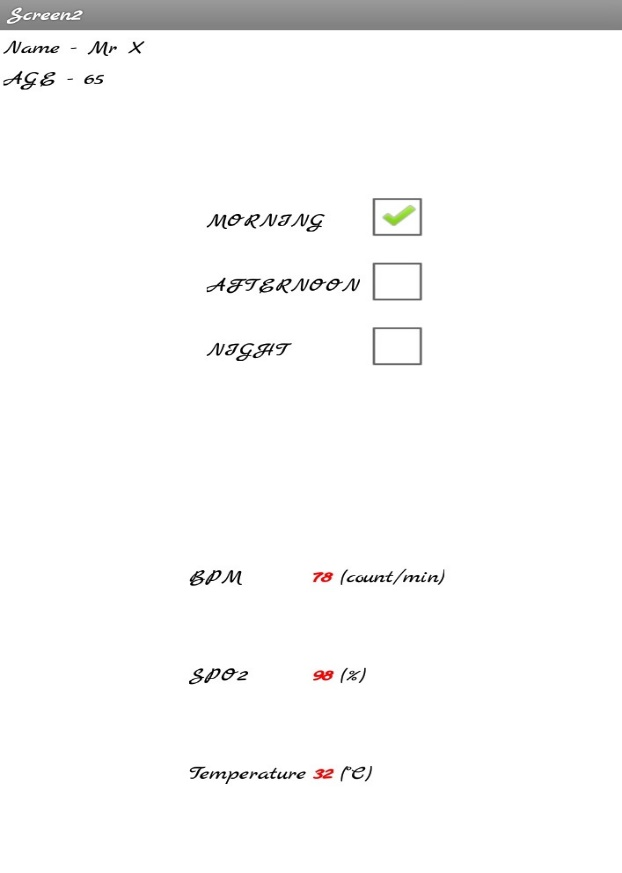 Screen2
Name - Mr X
AGE - 65
MORNING
AFTERNOON
NIGHT
BPM 78 (count/min)
SPO2 98 (%)
Temperature 32 (°C)